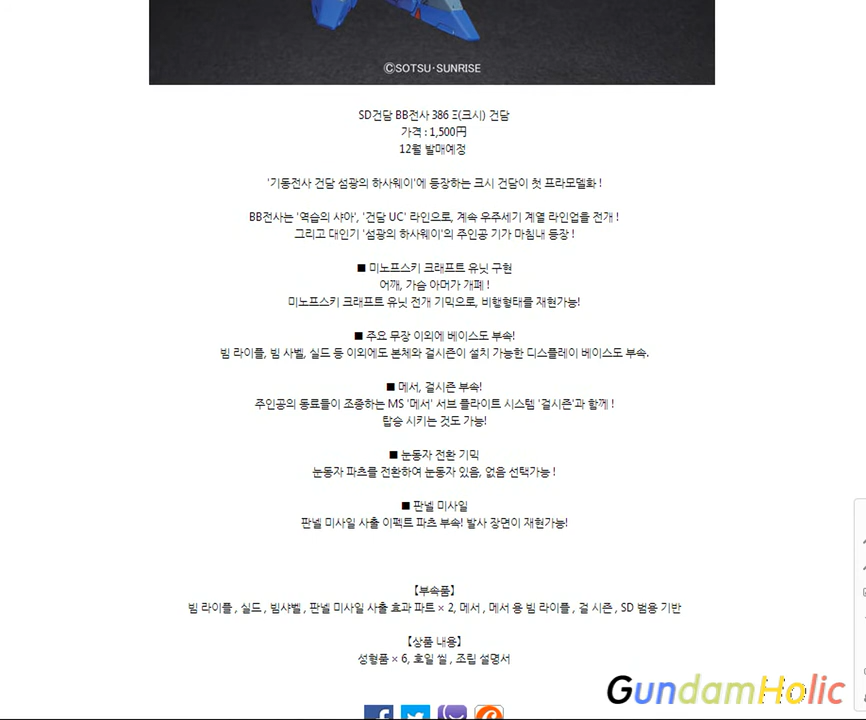 ©SOTSU·SUNRISE
SD건담 BB전사 386 Ξ(크시) 건담
가격 : 1,500円
12월 발매예정
'기동전사 건담 섬광의 하사웨이'에 등장하는 크시 건담이 첫 프라모델화 !
BB전사는 '역습의 샤아', '건담 UC' 라인으로, 계속 우주세기 계열 라인업을 전개 !
그리고 대인기 '섬광의 하사웨이'의 주인공 기가 마침내 등장 !
■ 미노프스키 크래프트 유닛 구현
어깨, 가슴 아머가 개폐 !
미노프스키 크래프트 유닛 전개 기믹으로, 비행형태를 재현가능!
■ 주요 무장 이외에 베이스도 부속!
빔 라이플, 빔 사벨, 실드 등 이외에도 본체와 걸시즌이 설치 가능한 디스플레이 베이스도 부속.
■ 메서, 걸시즌 부속!
주인공의 동료들이 조종하는 MS '메서' 서브 플라이트 시스템 '걸시즌'과 함께 !
탑승 시키는 것도 가능!
■ 눈동자 전환 기믹
눈동자 파츠를 전환하여 눈동자 있음, 없음 선택가능 !
■ 판넬 미사일
판넬 미사일 사출 이펙트 파츠 부속! 발사 장면이 재현가능!
【부속품】
빔 라이플 , 실드 , 빔샤벨 , 판넬 미사일 사출 효과 파트 × 2, 메서 , 메서 용 빔 라이플 , 걸 시즌 , SD 범용 기반
【상품 내용】
성형품 × 6, 호일 씰 , 조립 설명서
GundamHolic